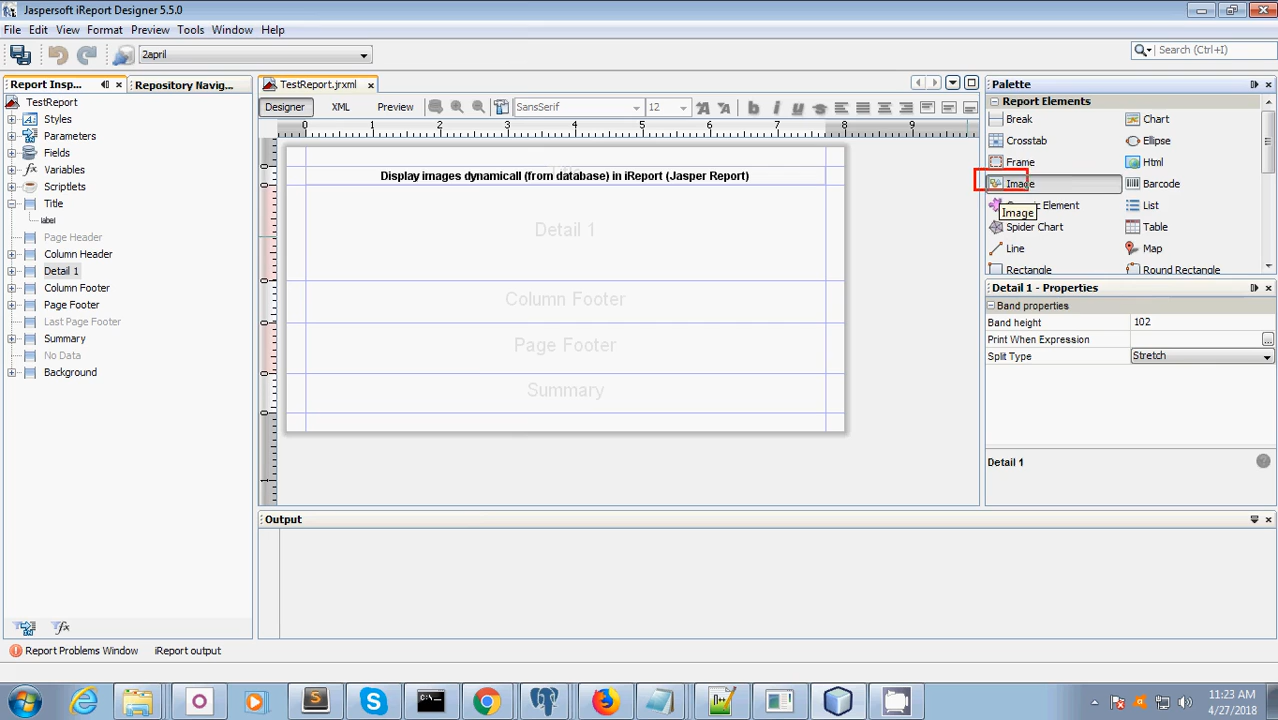 Jaspersoft iReport Designer 5.5.0
File Edit View Format Preview Tools Window Help
2april
Search (Ctrl+I)
Report Insp...
Repository Navig...
TestReport
Styles
Parameters
Fields
Variables
Scriptlets
Title
label
Page Header
Column Header
Detail 1
Column Footer
Page Footer
Last Page Footer
Summary
No Data
Background
TestReport.jrxml
Designer XML Preview SansSerif 12
0 1 2 3 4 5 6 7 8 9
Display images dynamicall (from database) in iReport (Jasper Report)
Detail 1
Column Footer
Page Footer
Summary
Palette
Report Elements
Break Chart
Crosstab Ellipse
Frame Html
Image Barcode
Element List
Image
Spider Chart Table
Line Map
Rectangle Round Rectangle
Detail 1 - Properties
Band properties
Band height 102
Print When Expression ...
Split Type Stretch
Detail 1
Output
Report Problems Window iReport output
11:23 AM
4/27/2018